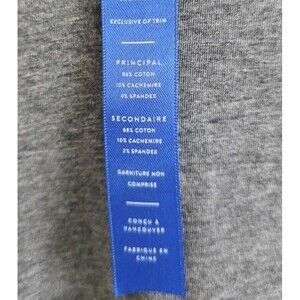 EXCLUSIVE OF TRIM
PRINCIPAL
86% COTON
10% CACHEMIRE
4% SPANDEX
SECONDAIRE
88% COTON
10% CACHEMIRE
2% SPANDEX
GARNITURE NON
COMPRISE
CONÇU À
VANCOUVER
FABRIQUÉ EN
CHINE